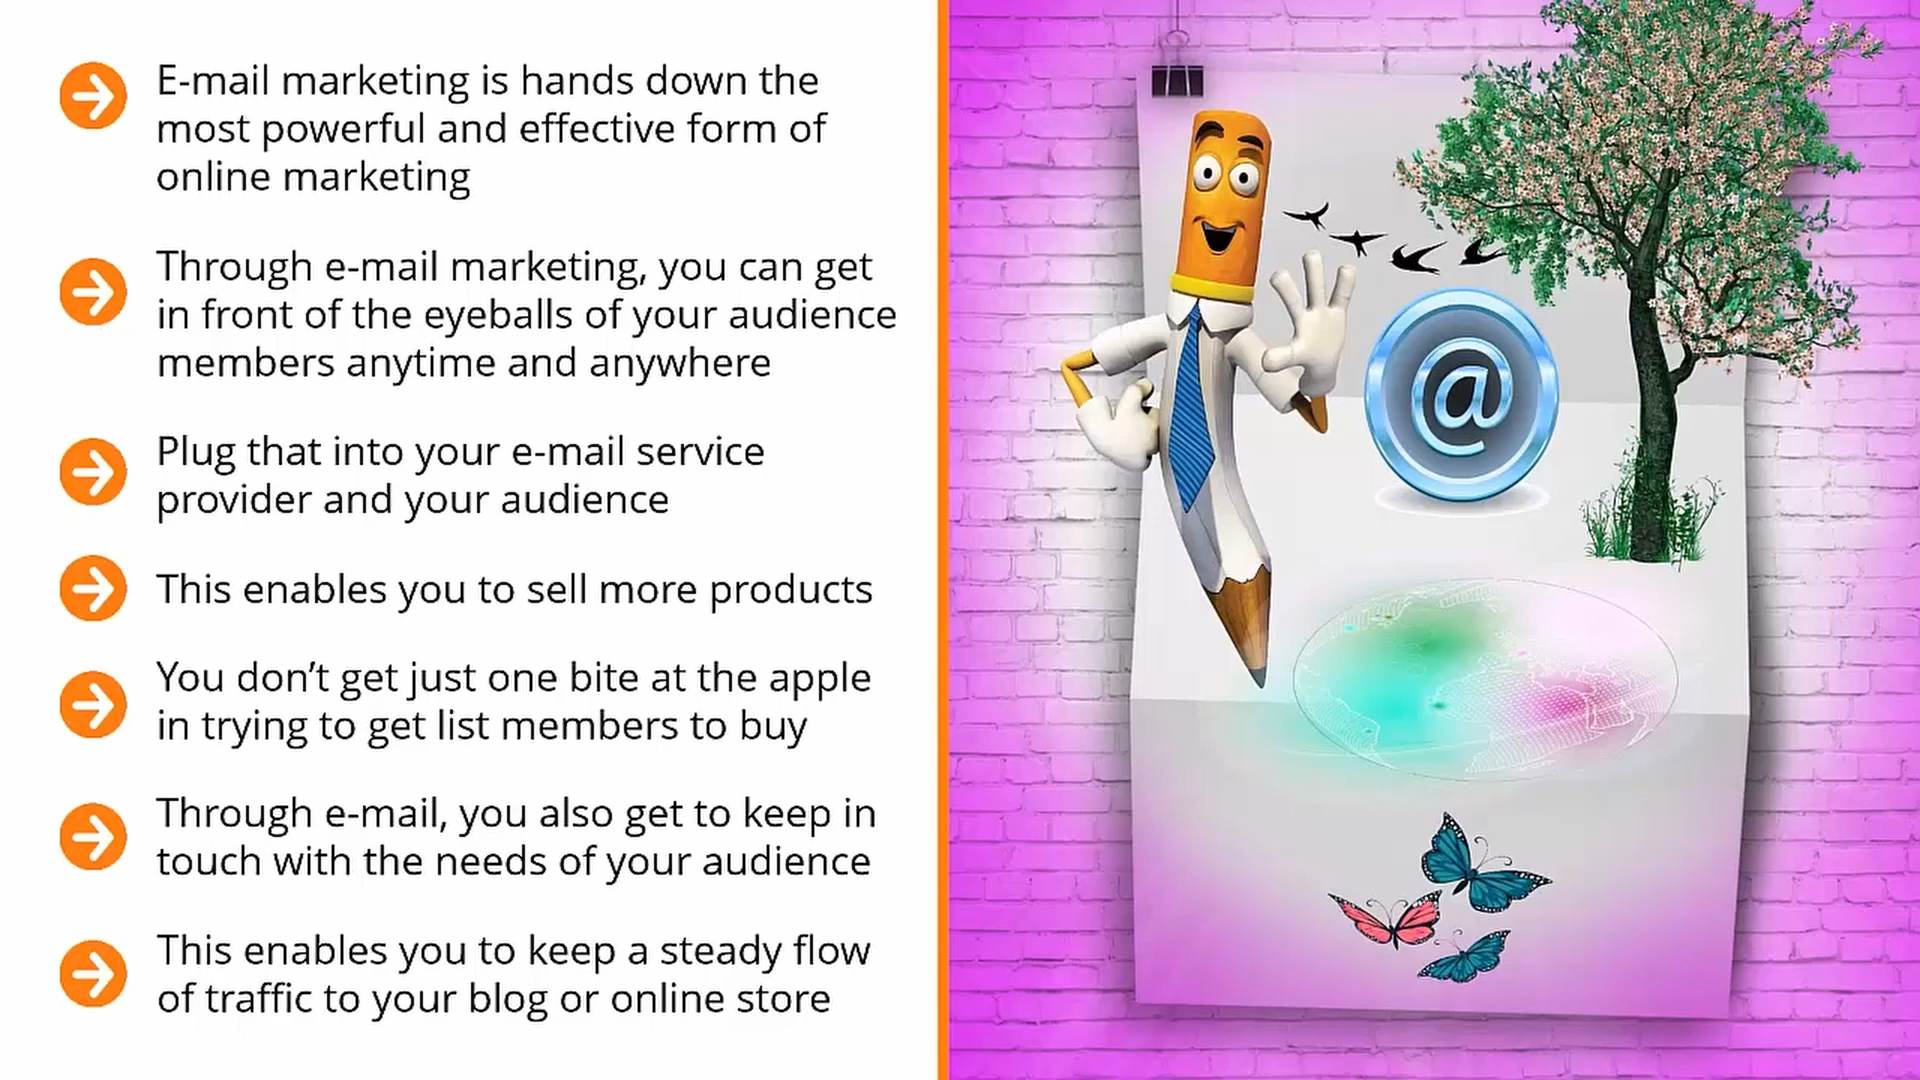 E-mail marketing is hands down the
most powerful and effective form of
online marketing
Through e-mail marketing, you can get
in front of the eyeballs of your audience
members anytime and anywhere
Plug that into your e-mail service
provider and your audience
This enables you to sell more products
You don’t get just one bite at the apple
in trying to get list members to buy
Through e-mail, you also get to keep in
touch with the needs of your audience
This enables you to keep a steady flow
of traffic to your blog or online store
@